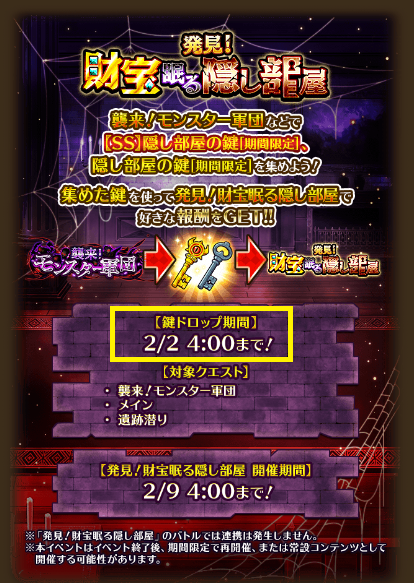 発見!
財宝眠る隠し部屋
襲来!モンスター軍団などで
【SS】隠し部屋の鍵[期間限定]、
隠し部屋の鍵[期間限定]を集めよう!
集めた鍵を使って発見!財宝眠る隠し部屋で
好きな報酬をGET!!
襲来!
モンスター軍団
発見!
財宝眠る隠し部屋
【鍵ドロップ期間】
2/2 4:00まで!
【対象クエスト】
・ 襲来!モンスター軍団
・ メイン
・ 遺跡潜り
【発見!財宝眠る隠し部屋 開催期間】
2/9 4:00まで!
※「発見!財宝眠る隠し部屋」のバトルでは連携は発生しません。
※本イベントはイベント終了後、期間限定で再開催、または常設コンテンツとして
開催する可能性があります。